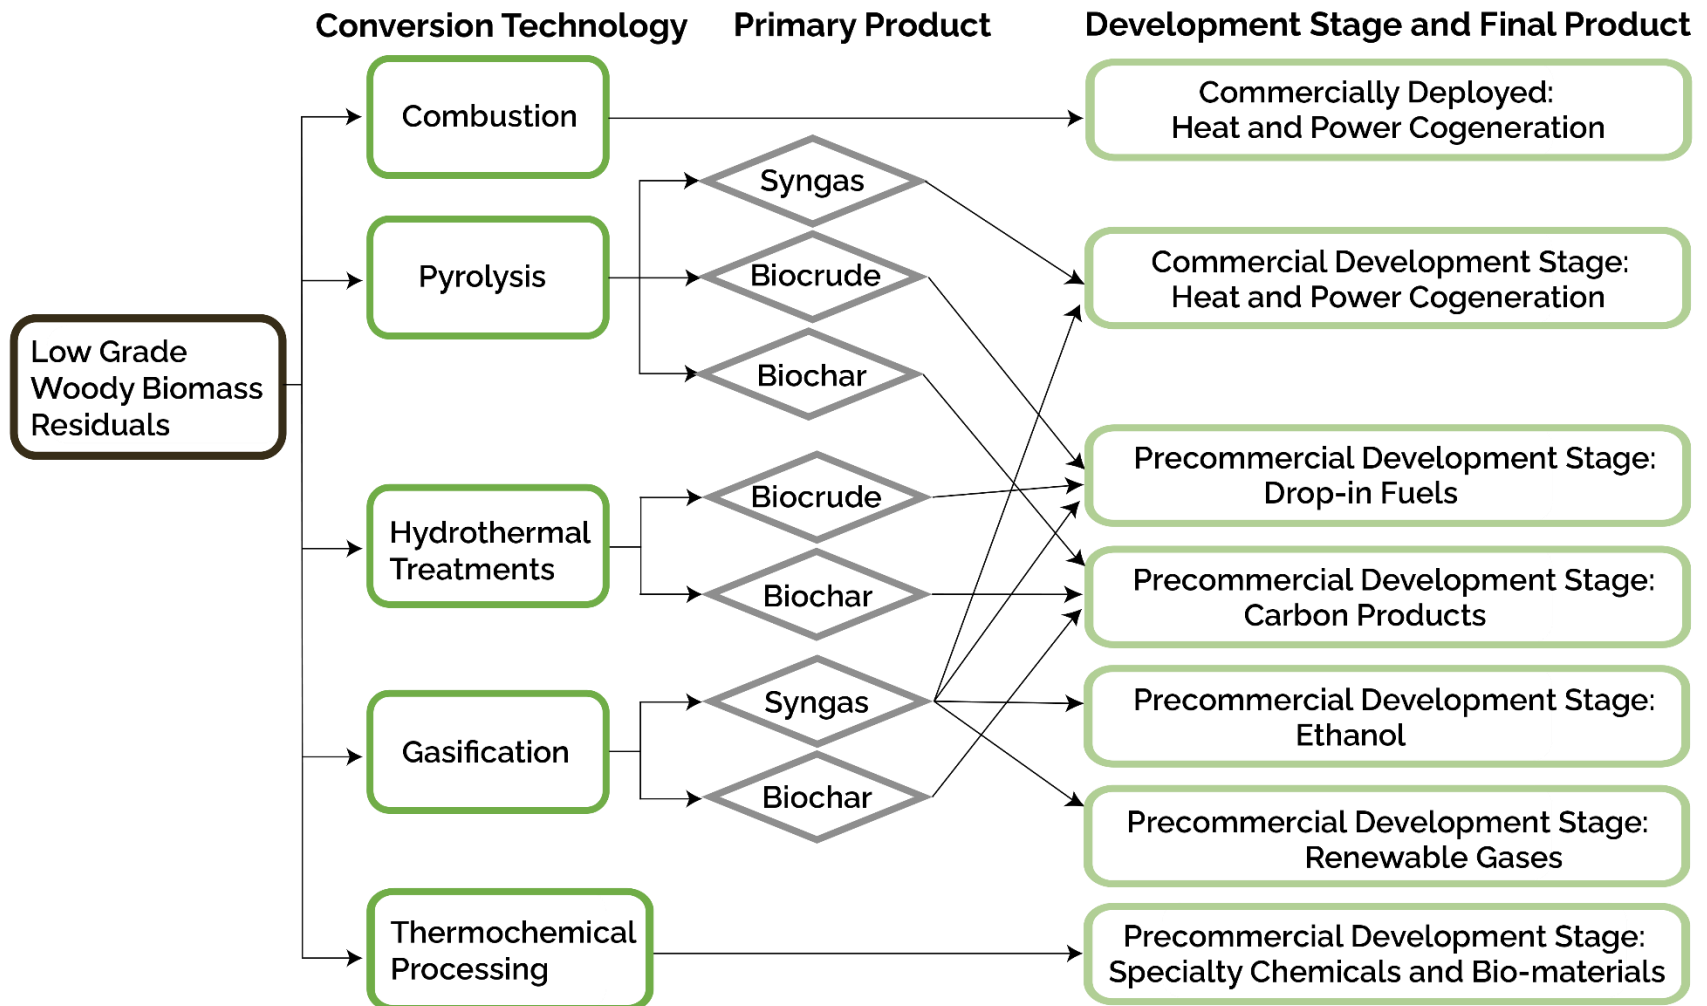 Conversion Technology
Primary Product
Development Stage and Final Product
Low Grade
Woody Biomass
Residuals
Combustion
Commercially Deployed:
Heat and Power Cogeneration
Pyrolysis
Syngas
Biocrude
Biochar
Commercial Development Stage:
Heat and Power Cogeneration
Hydrothermal
Treatments
Biocrude
Biochar
Precommercial Development Stage:
Drop-in Fuels
Precommercial Development Stage:
Carbon Products
Gasification
Syngas
Biochar
Precommercial Development Stage:
Ethanol
Precommercial Development Stage:
Renewable Gases
Thermochemical
Processing
Precommercial Development Stage:
Specialty Chemicals and Bio-materials